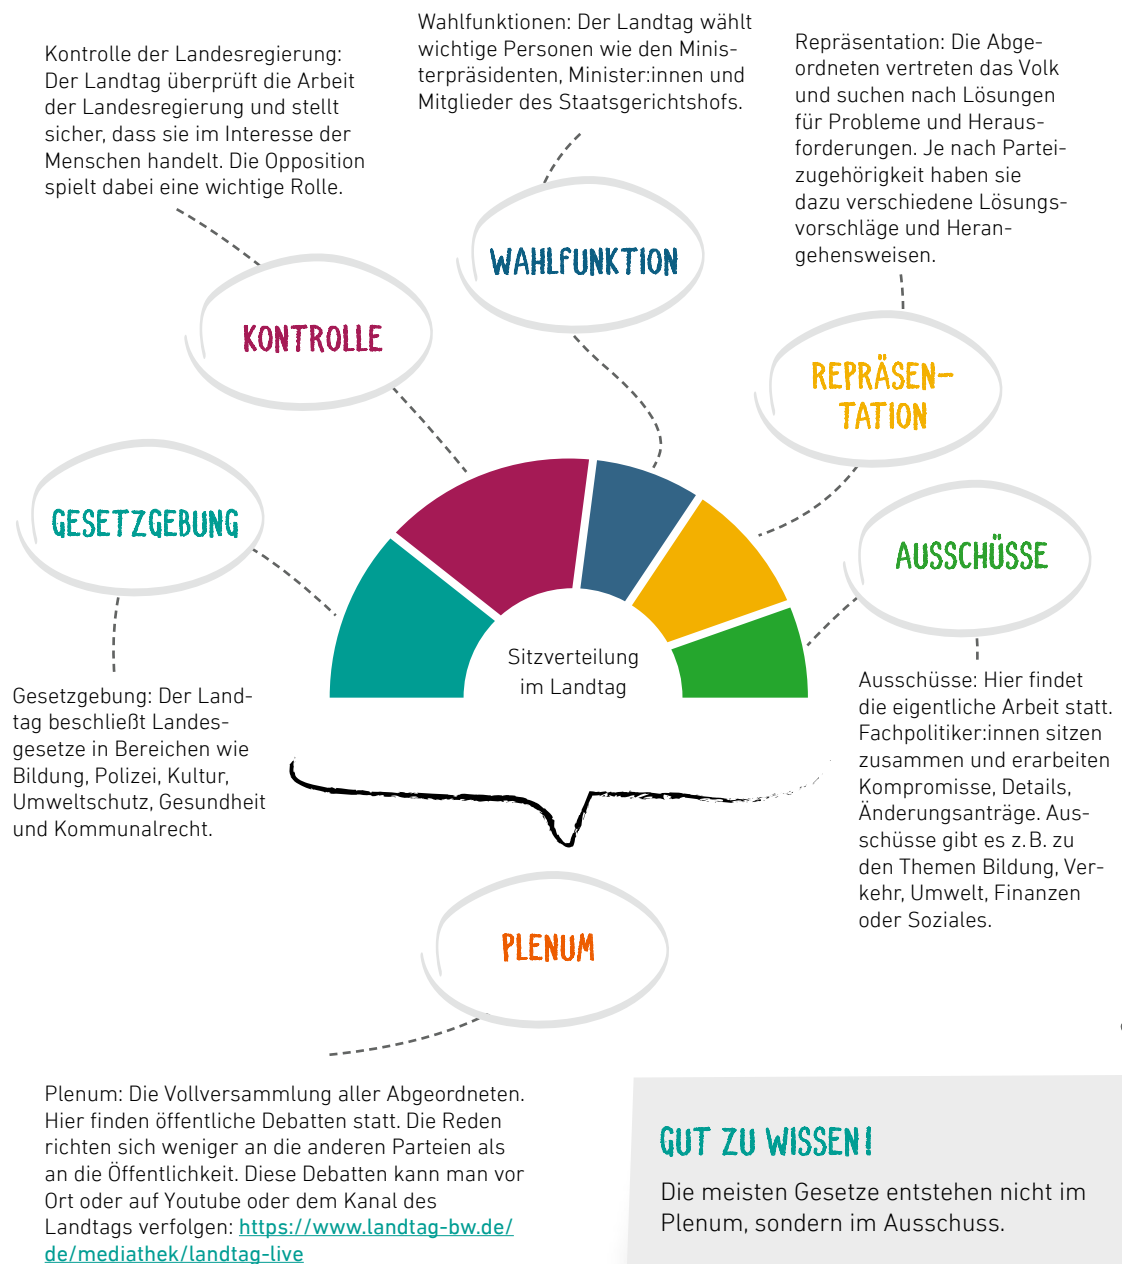 Kontrolle der Landesregierung:
Der Landtag überprüft die Arbeit
der Landesregierung und stellt
sicher, dass sie im Interesse der
Menschen handelt. Die Opposition
spielt dabei eine wichtige Rolle.
Wahlfunktionen: Der Landtag wählt
wichtige Personen wie den Minis-
terpräsidenten, Minister:innen und
Mitglieder des Staatsgerichtshofs.
Repräsentation: Die Abge-
ordneten vertreten das Volk
und suchen nach Lösungen
für Probleme und Heraus-
forderungen. Je nach Partei-
zugehörigkeit haben sie
dazu verschiedene Lösungs-
vorschläge und Heran-
gehensweisen.
WAHLFUNKTION
KONTROLLE
REPRÄSEN-
TATION
GESETZGEBUNG
AUSSCHÜSSE
Sitzverteilung
im Landtag
Gesetzgebung: Der Land-
tag beschließt Landes-
gesetze in Bereichen wie
Bildung, Polizei, Kultur,
Umweltschutz, Gesundheit
und Kommunalrecht.
Ausschüsse: Hier findet
die eigentliche Arbeit statt.
Fachpolitiker:innen sitzen
zusammen und erarbeiten
Kompromisse, Details,
Änderungsanträge. Aus-
schüsse gibt es z.B. zu
den Themen Bildung, Ver-
kehr, Umwelt, Finanzen
oder Soziales.
PLENUM
Plenum: Die Vollversammlung aller Abgeordneten.
Hier finden öffentliche Debatten statt. Die Reden
richten sich weniger an die anderen Parteien als
an die Öffentlichkeit. Diese Debatten kann man vor
Ort oder auf Youtube oder dem Kanal des
Landtags verfolgen: https://www.landtag-bw.de/
de/mediathek/landtag-live
GUT ZU WISSEN!
Die meisten Gesetze entstehen nicht im
Plenum, sondern im Ausschuss.